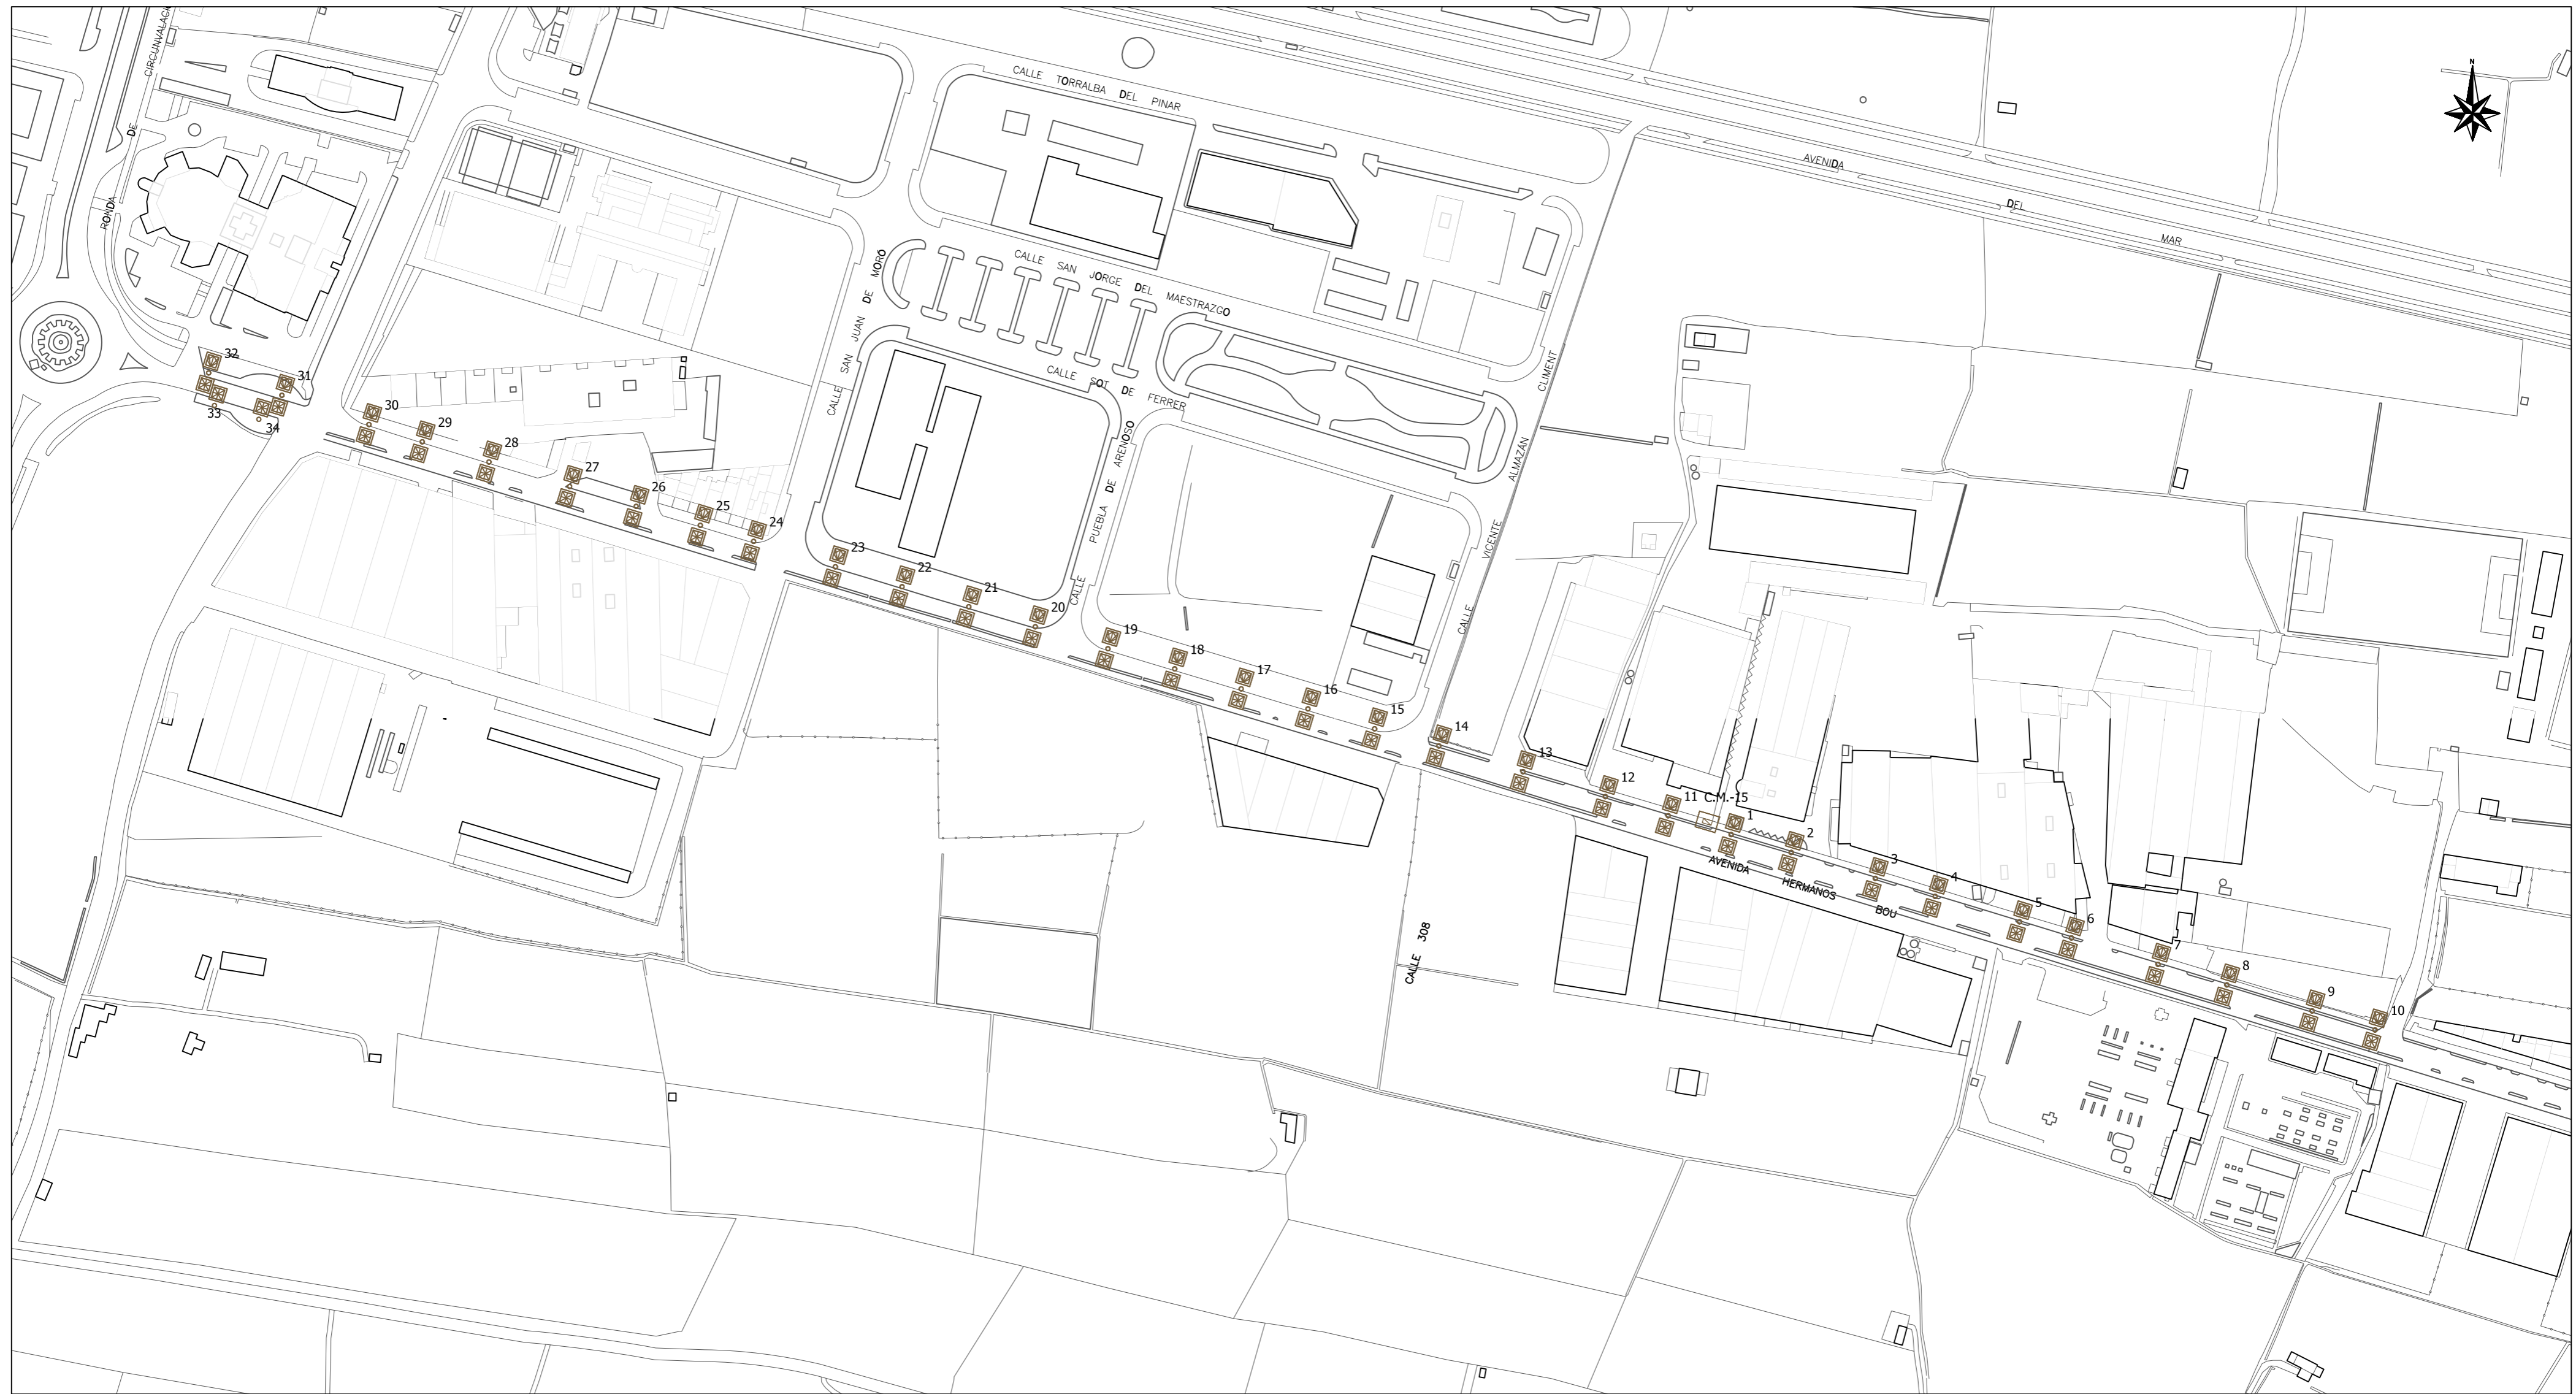 N
RONDA DE CIRCUNVALACI
CALLE TORRALBA DEL PINAR
AVENIDA DEL MAR
CALLE SAN JUAN DE MORÓ
CALLE SAN JORGE DEL MAESTRAZGO
CALLE SOT DE FERRER
CALLE PUEBLA DE ARENOSO
CALLE VICENTE ALMAZÁN CLIMENT
32
31
33
34
30
29
28
27
26
25
24
23
22
21
20
19
18
17
16
15
14
13
12
11
C.M.-15
1
2
3
4
5
6
7
8
9
10
AVENIDA HERMANOS BOU
CALLE 308